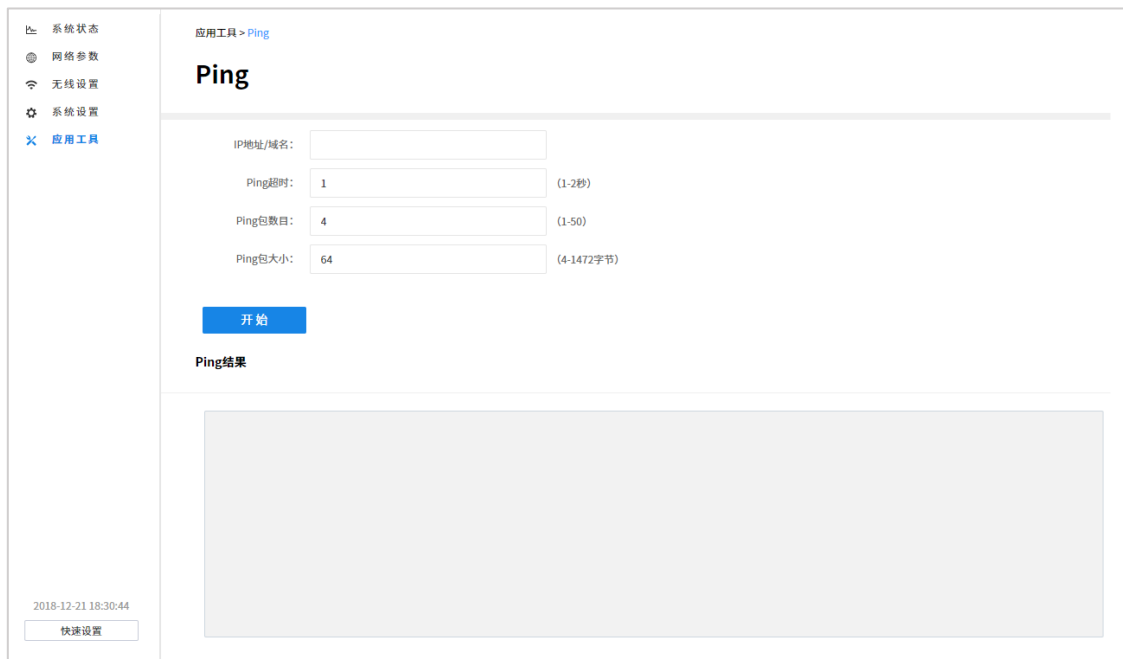 系统状态
网络参数
无线设置
系统设置
应用工具
2018-12-21 18:30:44
快速设置
应用工具 > Ping
Ping
IP地址/域名：
Ping超时： 1 （1-2秒）
Ping包数目： 4 （1-50）
Ping包大小： 64 （4-1472字节）
开 始
Ping结果